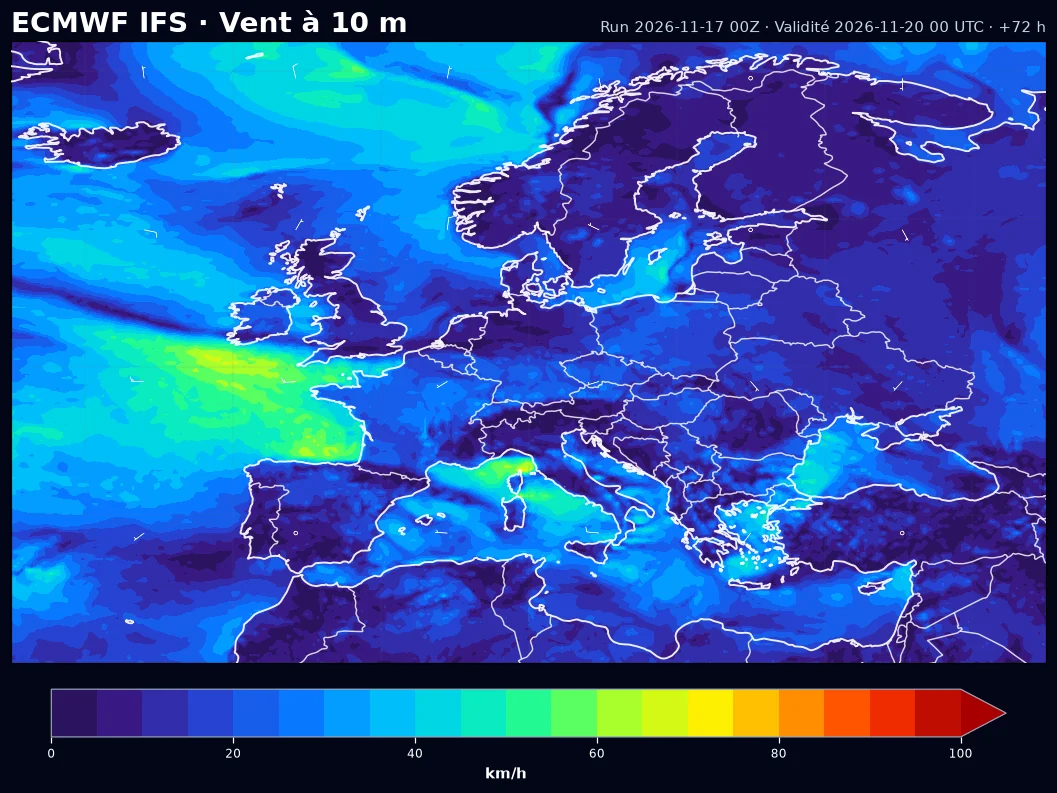 ECMWF IFS · Vent à 10 m
Run 2026-11-17 00Z · Validité 2026-11-20 00 UTC · +72 h
0 20 40 60 80 100
km/h